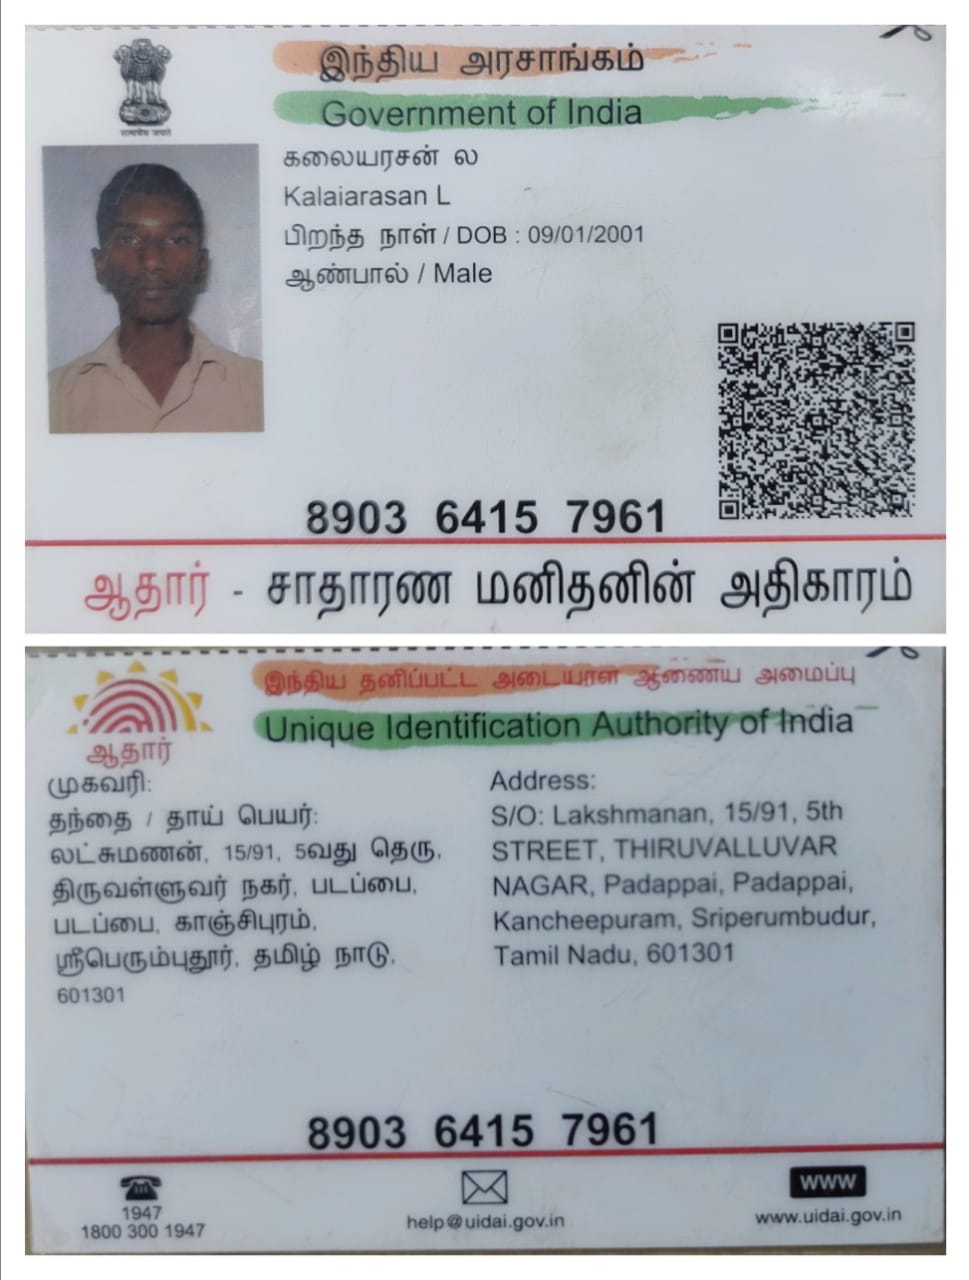 இந்திய அரசாங்கம்
Government of India
सत्यमेव जयते
கலையரசன் ல
Kalaiarasan L
பிறந்த நாள் / DOB : 09/01/2001
ஆண்பால் / Male
8903 6415 7961
ஆதார் - சாதாரண மனிதனின் அதிகாரம்
இந்திய தனிப்பட்ட அடையாள ஆணைய அமைப்பு
Unique Identification Authority of India
ஆதார்
முகவரி:
தந்தை / தாய் பெயர்:
லட்சுமணன், 15/91, 5வது தெரு,
திருவள்ளுவர் நகர், படப்பை,
படப்பை, காஞ்சிபுரம்,
ஸ்ரீபெரும்புதூர், தமிழ் நாடு,
601301
Address:
S/O: Lakshmanan, 15/91, 5th
STREET, THIRUVALLUVAR
NAGAR, Padappai, Padappai,
Kancheepuram, Sriperumbudur,
Tamil Nadu, 601301
8903 6415 7961
1947
1800 300 1947
help@uidai.gov.in
www
www.uidai.gov.in